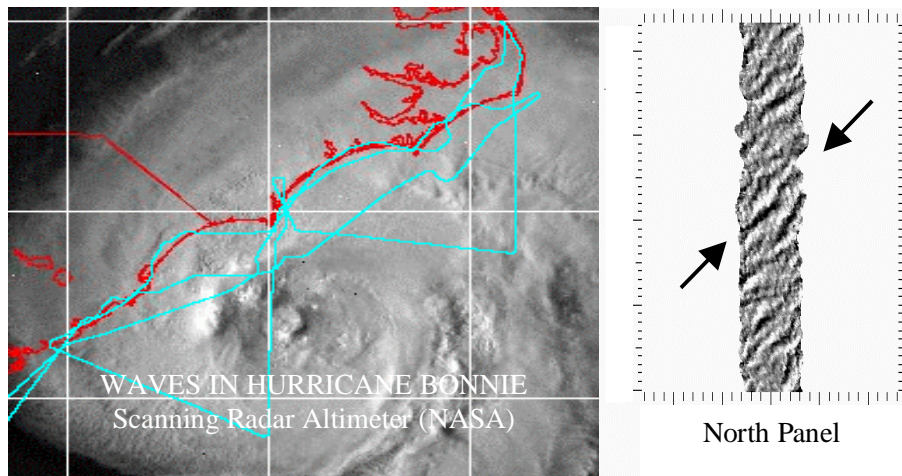 WAVES IN HURRICANE BONNIE
Scanning Radar Altimeter (NASA)
North Panel